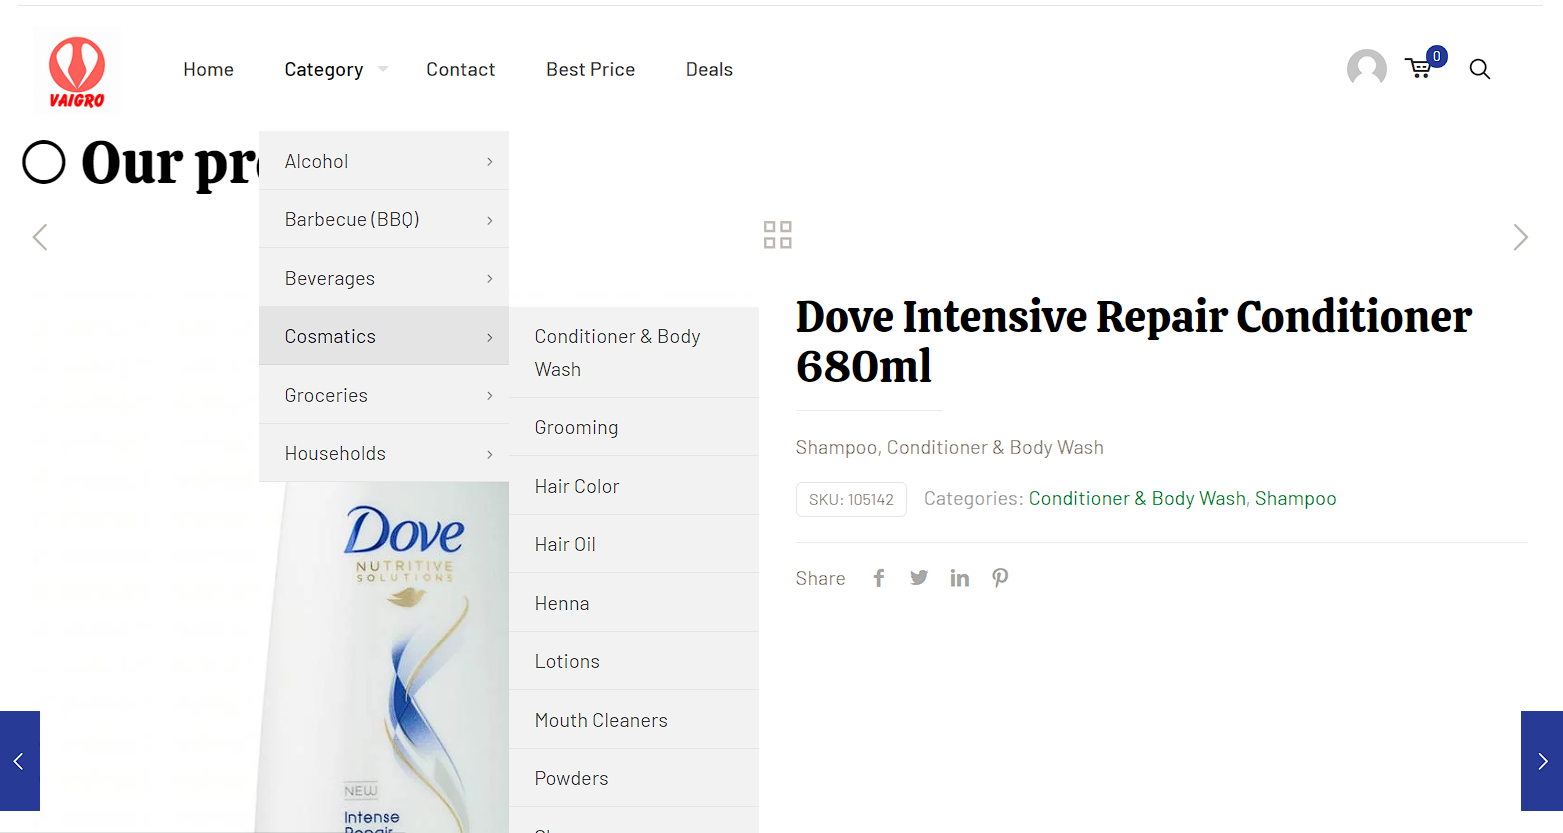 VAIGRO
Home
Category
Contact
Best Price
Deals
0
Our pr
Alcohol
Barbecue (BBQ)
Beverages
Cosmatics
Groceries
Households
Conditioner & Body
Wash
Grooming
Hair Color
Hair Oil
Henna
Lotions
Mouth Cleaners
Powders
Dove Intensive Repair Conditioner
680ml
Shampoo, Conditioner & Body Wash
SKU: 105142
Categories: Conditioner & Body Wash, Shampoo
Share
Dove
NUTRITIVE
SOLUTIONS
NEW
Intense
Repair